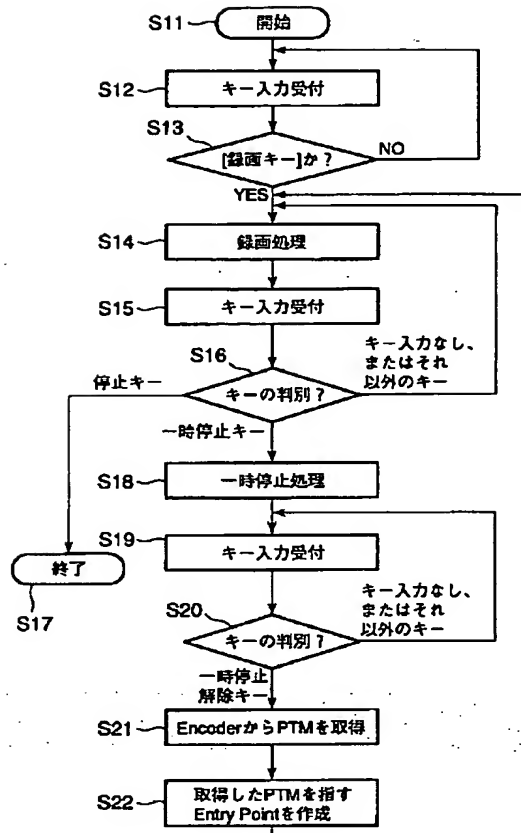 S11
開始
S12
キー入力受付
S13
[録画キー]か?
NO
YES
S14
録画処理
S15
キー入力受付
S16
キーの判別?
キー入力なし、
またはそれ
以外のキー
停止キー
一時停止キー
S18
一時停止処理
S19
キー入力受付
終了
S17
S20
キーの判別?
キー入力なし、
またはそれ
以外のキー
一時停止
解除キー
S21
EncoderからPTMを取得
S22
取得したPTMを指す
Entry Pointを作成